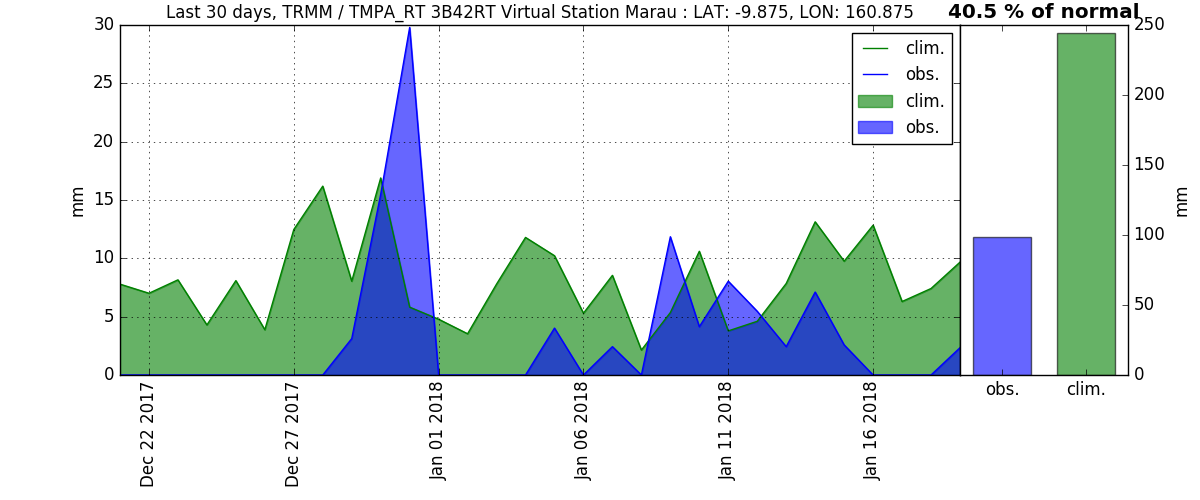 Last 30 days, TRMM / TMPA_RT 3B42RT Virtual Station Marau : LAT: -9.875, LON: 160.875
40.5 % of normal
30
25
20
15
10
5
0
mm
clim.
obs.
clim.
obs.
Dec 22 2017
Dec 27 2017
Jan 01 2018
Jan 06 2018
Jan 11 2018
Jan 16 2018
250
200
150
100
50
0
mm
obs.
clim.